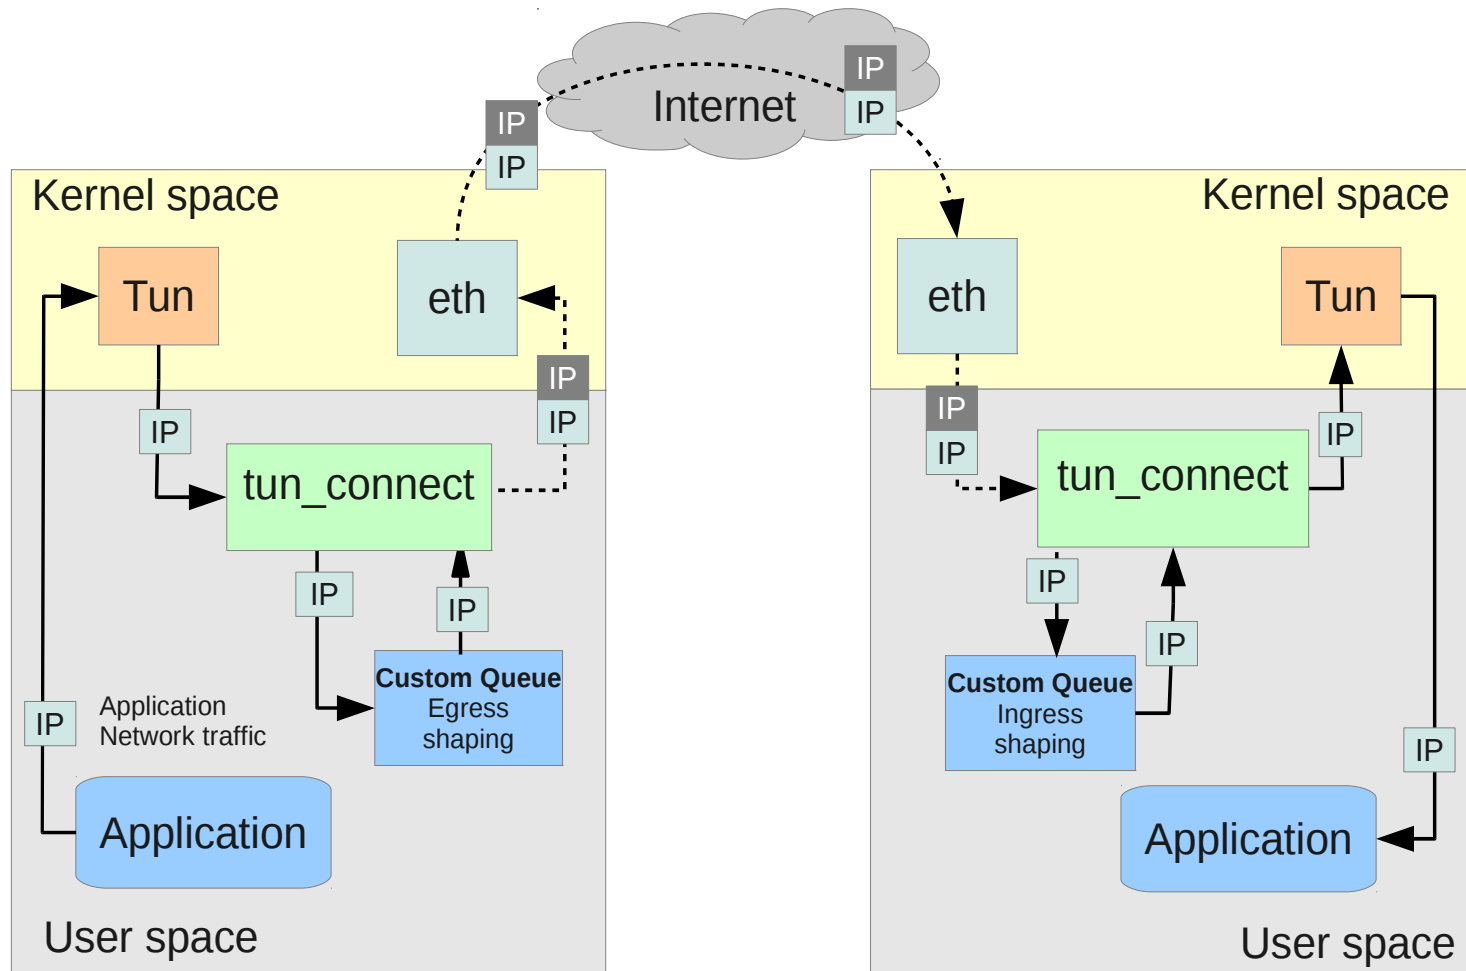 Internet
IP
IP
IP
IP
Kernel space
Tun
eth
IP
IP
IP
tun_connect
IP
IP
Custom Queue
Egress
shaping
IP
Application
Network traffic
Application
User space
Kernel space
eth
Tun
IP
IP
IP
tun_connect
IP
IP
Custom Queue
Ingress
shaping
IP
Application
User space